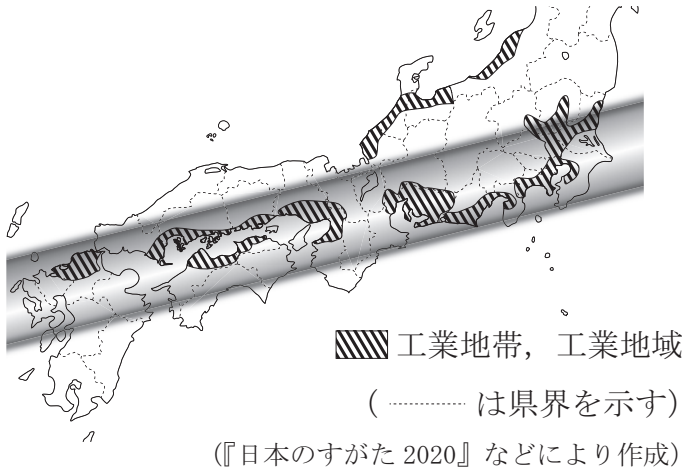 工業地帯，工業地域
（ ………… は県界を示す）
（『日本のすがた 2020』などにより作成）